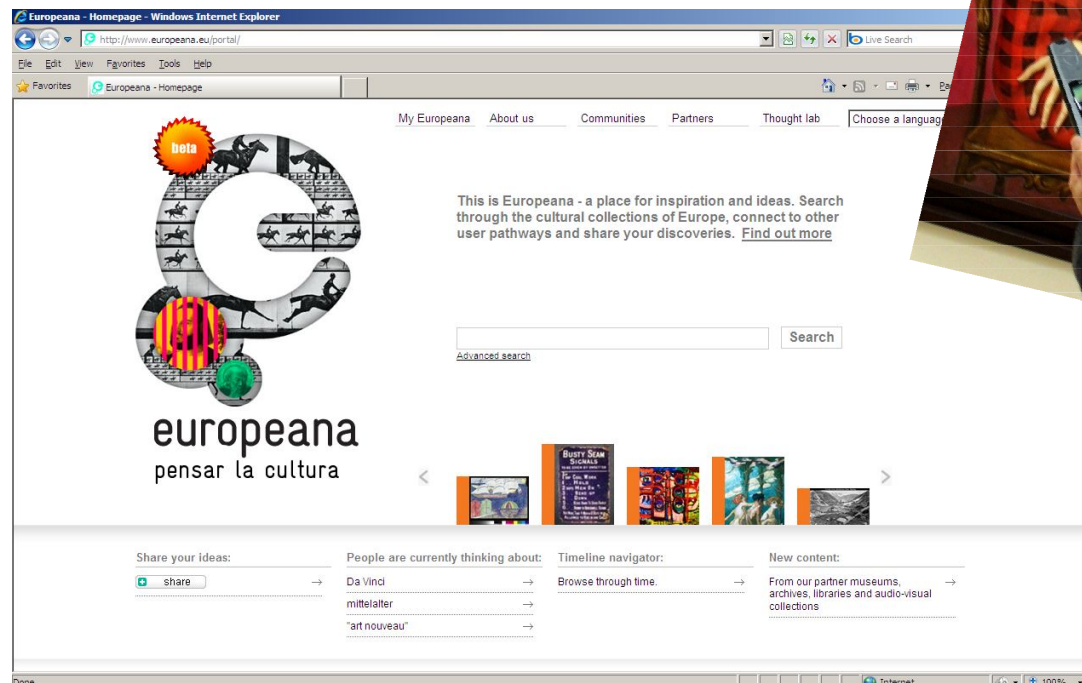 Europeana - Homepage - Windows Internet Explorer
http://www.europeana.eu/portal/
Live Search
File Edit View Favorites Tools Help
Favorites
Europeana - Homepage
My Europeana About us Communities Partners Thought lab Choose a language
beta
This is Europeana - a place for inspiration and ideas. Search
through the cultural collections of Europe, connect to other
user pathways and share your discoveries. Find out more
Search
Advanced search
europeana
pensar la cultura
BUSTY SEAM
SIGNALS
Share your ideas:
share
People are currently thinking about:
Da Vinci
mittelalter
"art nouveau"
Timeline navigator:
Browse through time.
New content:
From our partner museums,
archives, libraries and audio-visual
collections
Done
Internet
100%